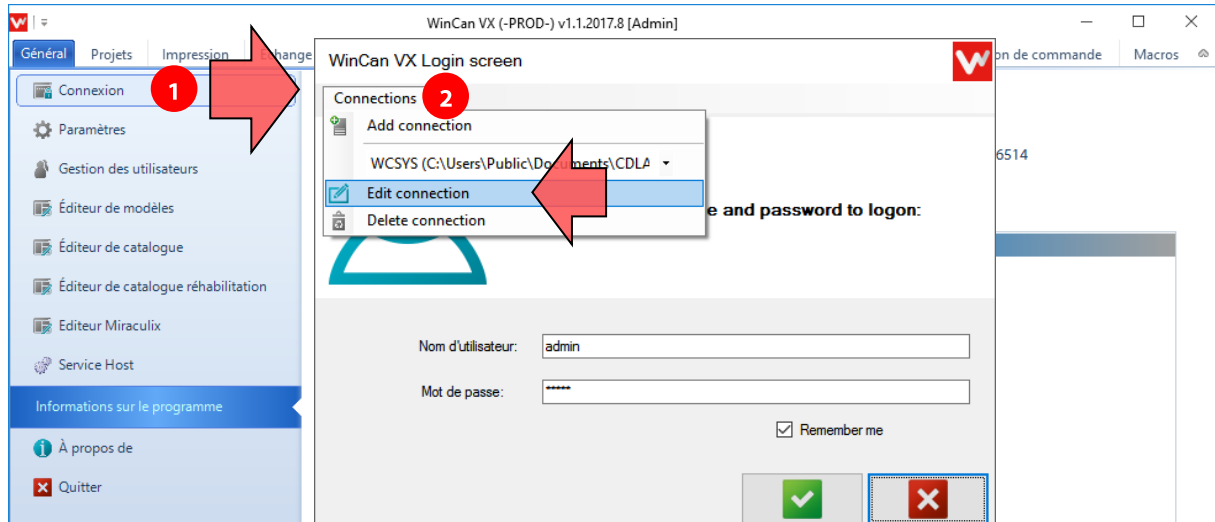 WinCan VX (-PROD-) v1.1.2017.8 [Admin]
Général Projets Impression Échange on de commande Macros
WinCan VX Login screen
Connexion
1
Connections
2
Add connection
Paramètres
WCSYS (C:\Users\Public\Documents\CDLA
6514
Gestion des utilisateurs
Edit connection
Éditeur de modèles
Delete connection
e and password to logon:
Éditeur de catalogue
Éditeur de catalogue réhabilitation
Editeur Miraculix
Nom d'utilisateur: admin
Service Host
Mot de passe: *****
Informations sur le programme
Remember me
À propos de
Quitter